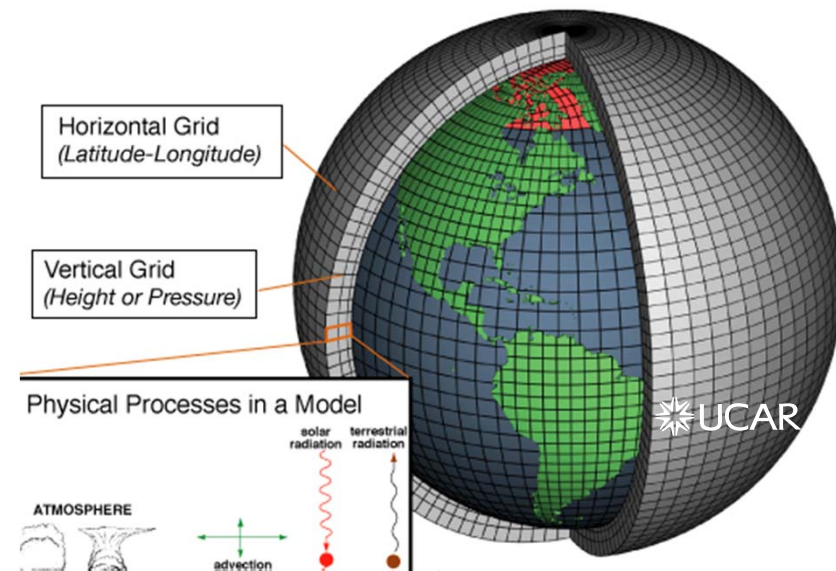 Horizontal Grid
(Latitude-Longitude)
Vertical Grid
(Height or Pressure)
Physical Processes in a Model
solar
radiation
terrestrial
radiation
ATMOSPHERE
advection
UCAR